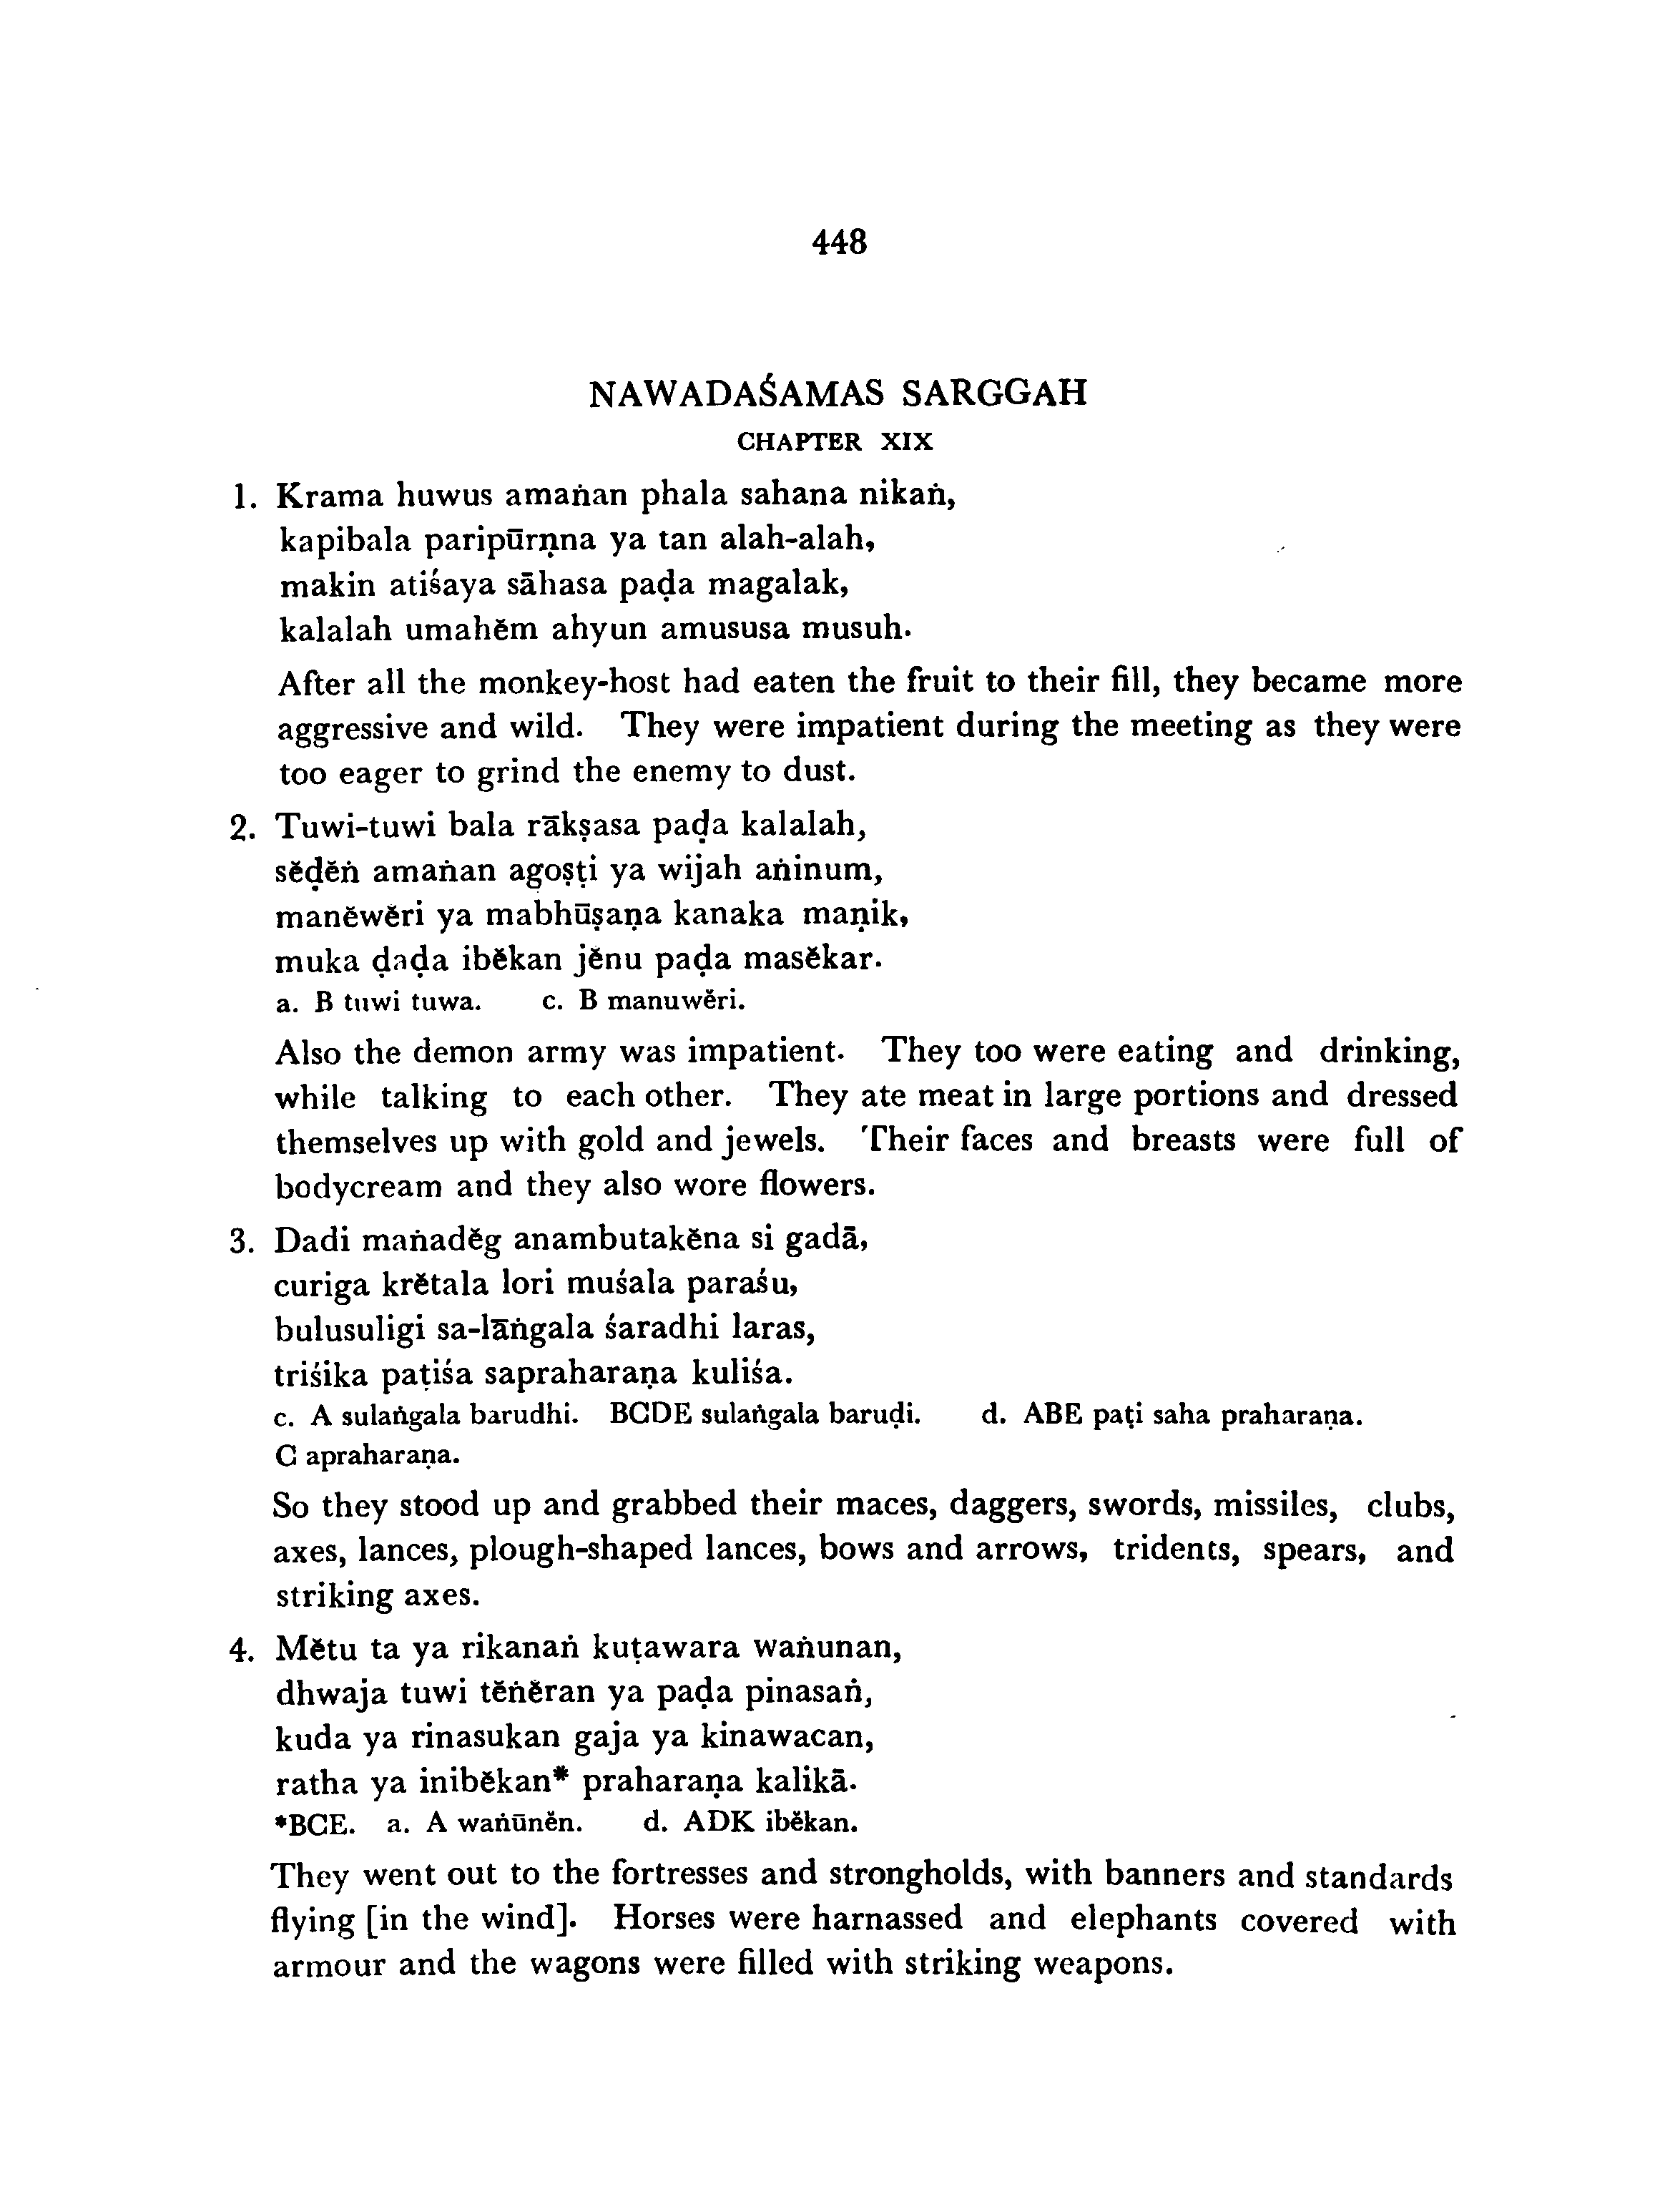 448
NAWADAŚAMAS SARGGAH
CHAPTER XIX
1. Krama huwus amaṅan phala sahana nikaṅ,
kapibala paripūrṇna ya tan alah-alah,
makin atiśaya sāhasa paḍa magalak,
kalalah umahĕm ahyun amususa musuh.
After all the monkey-host had eaten the fruit to their fill, they became more
aggressive and wild. They were impatient during the meeting as they were
too eager to grind the enemy to dust.
2. Tuwi-tuwi bala rākṣasa paḍa kalalah,
sĕḍĕṅ amaṅan agoṣṭi ya wijah aṅinum,
manĕwĕri ya mabhūṣaṇa kanaka maṇik,
muka ḍaḍa ibĕkan jĕnu paḍa masĕkar.
a. B tuwi tuwa. c. B manuwĕri.
Also the demon army was impatient. They too were eating and drinking,
while talking to each other. They ate meat in large portions and dressed
themselves up with gold and jewels. Their faces and breasts were full of
bodycream and they also wore flowers.
3. Dadi maṅadĕg anambutakĕna si gadā,
curiga krĕtala lori muśala paraśu,
bulusuligi sa-lāṅgala śaradhi laras,
triśika paṭiśa sapraharaṇa kuliśa.
c. A sulaṅgala barudhi. BCDE sulaṅgala baruḍi. d. ABE paṭi saha praharaṇa.
C apraharaṇa.
So they stood up and grabbed their maces, daggers, swords, missiles, clubs,
axes, lances, plough-shaped lances, bows and arrows, tridents, spears, and
striking axes.
4. Mĕtu ta ya rikanaṅ kuṭawara waṅunan,
dhwaja tuwi tĕṅĕran ya paḍa pinasaṅ,
kuda ya rinasukan gaja ya kinawacan,
ratha ya inibĕkan* praharaṇa kalikā.
*BCE. a. A waṅūnĕn. d. ADK ibĕkan.
They went out to the fortresses and strongholds, with banners and standards
flying [in the wind]. Horses were harnassed and elephants covered with
armour and the wagons were filled with striking weapons.